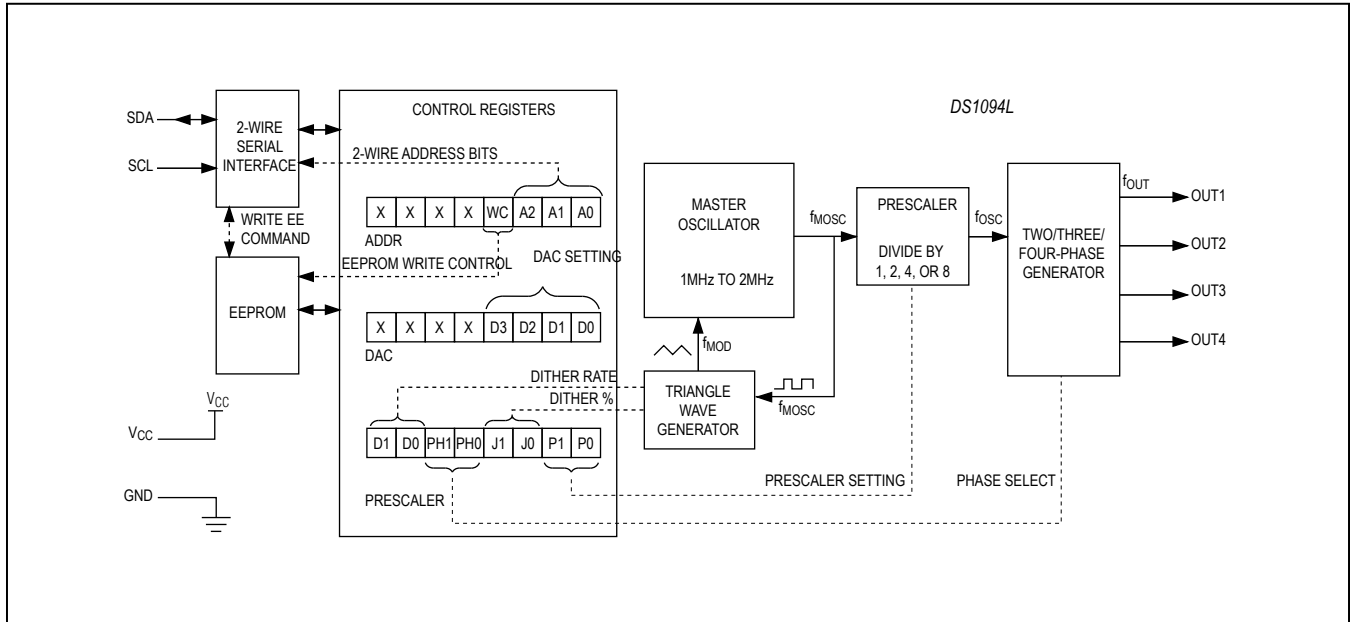 DS1094L
CONTROL REGISTERS
SDA
SCL
2-WIRE
SERIAL
INTERFACE
2-WIRE ADDRESS BITS
X X X X WC A2 A1 A0
ADDR
WRITE EE
COMMAND
EEPROM WRITE CONTROL
DAC SETTING
EEPROM
X X X X D3 D2 D1 D0
DAC
DITHER RATE
DITHER %
D1 D0 PH1 PH0 J1 J0 P1 P0
PRESCALER
VCC
VCC
GND
MASTER
OSCILLATOR
1MHz TO 2MHz
fMOSC
PRESCALER
DIVIDE BY
1, 2, 4, OR 8
fOSC
TWO/THREE/
FOUR-PHASE
GENERATOR
fOUT
OUT1
OUT2
OUT3
OUT4
fMOD
TRIANGLE
WAVE
GENERATOR
fMOSC
PRESCALER SETTING
PHASE SELECT